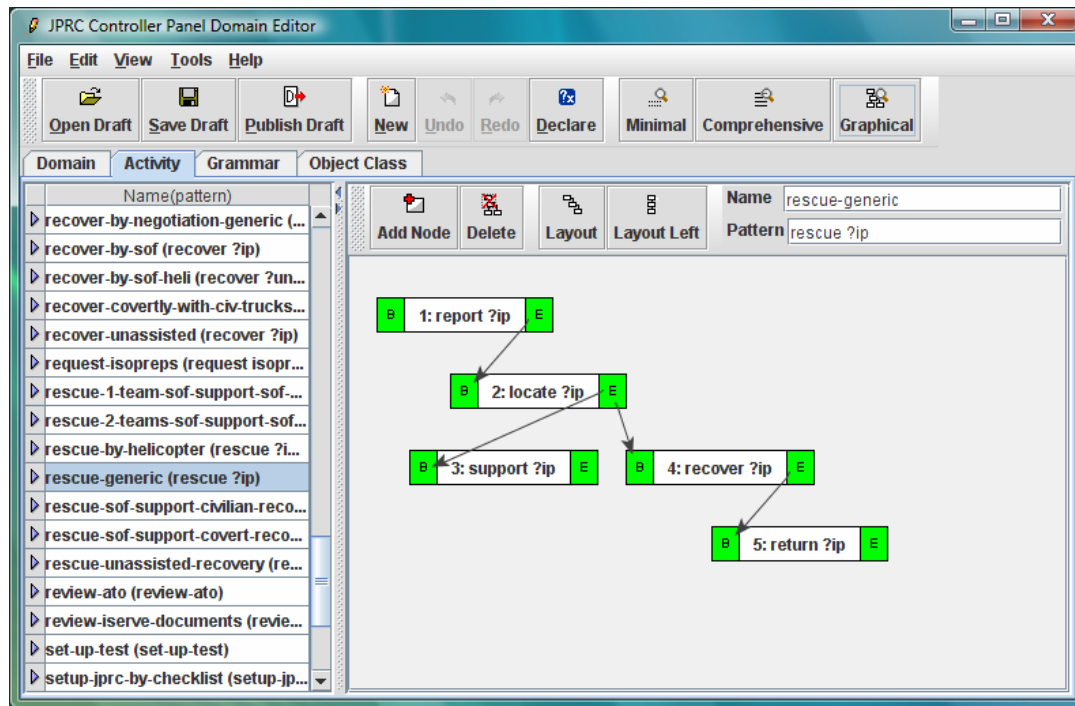 JPRC Controller Panel Domain Editor
File Edit View Tools Help
Open Draft Save Draft Publish Draft New Undo Redo Declare Minimal Comprehensive Graphical
Domain Activity Grammar Object Class
Name(pattern)
recover-by-negotiation-generic (...
recover-by-sof (recover ?ip)
recover-by-sof-heli (recover ?un...
recover-covertly-with-civ-trucks...
recover-unassisted (recover ?ip)
request-isopreps (request isopr...
rescue-1-team-sof-support-sof-...
rescue-2-teams-sof-support-sof...
rescue-by-helicopter (rescue ?i...
rescue-generic (rescue ?ip)
rescue-sof-support-civilian-reco...
rescue-sof-support-covert-reco...
rescue-unassisted-recovery (re...
review-ato (review-ato)
review-iserve-documents (revie...
set-up-test (set-up-test)
setup-jprc-by-checklist (setup-jp...
Add Node Delete Layout Layout Left
Name rescue-generic
Pattern rescue ?ip
B 1: report ?ip E
B 2: locate ?ip E
B 3: support ?ip E B 4: recover ?ip E
B 5: return ?ip E